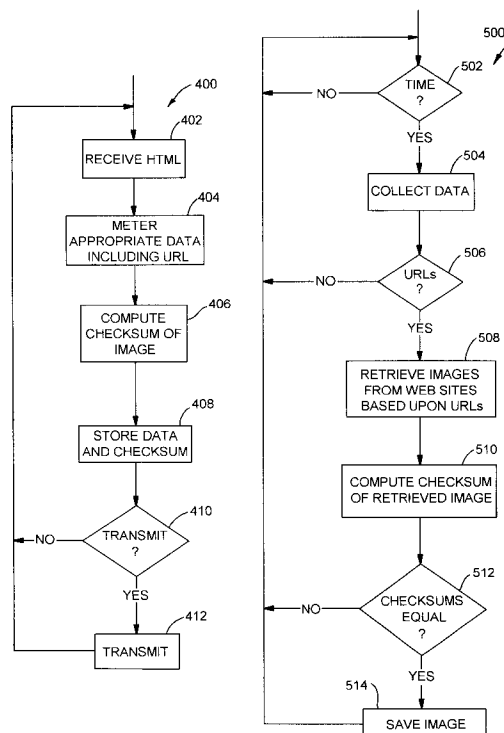 400
402
RECEIVE HTML
404
METER
APPROPRIATE DATA
INCLUDING URL
406
COMPUTE
CHECKSUM OF
IMAGE
408
STORE DATA
AND CHECKSUM
410
TRANSMIT
?
NO
YES
412
TRANSMIT
500
502
TIME
?
NO
YES
504
COLLECT DATA
506
URLs
?
NO
YES
508
RETRIEVE IMAGES
FROM WEB SITES
BASED UPON URLs
510
COMPUTE CHECKSUM
OF RETRIEVED IMAGE
512
CHECKSUMS
EQUAL
?
NO
YES
514
SAVE IMAGE